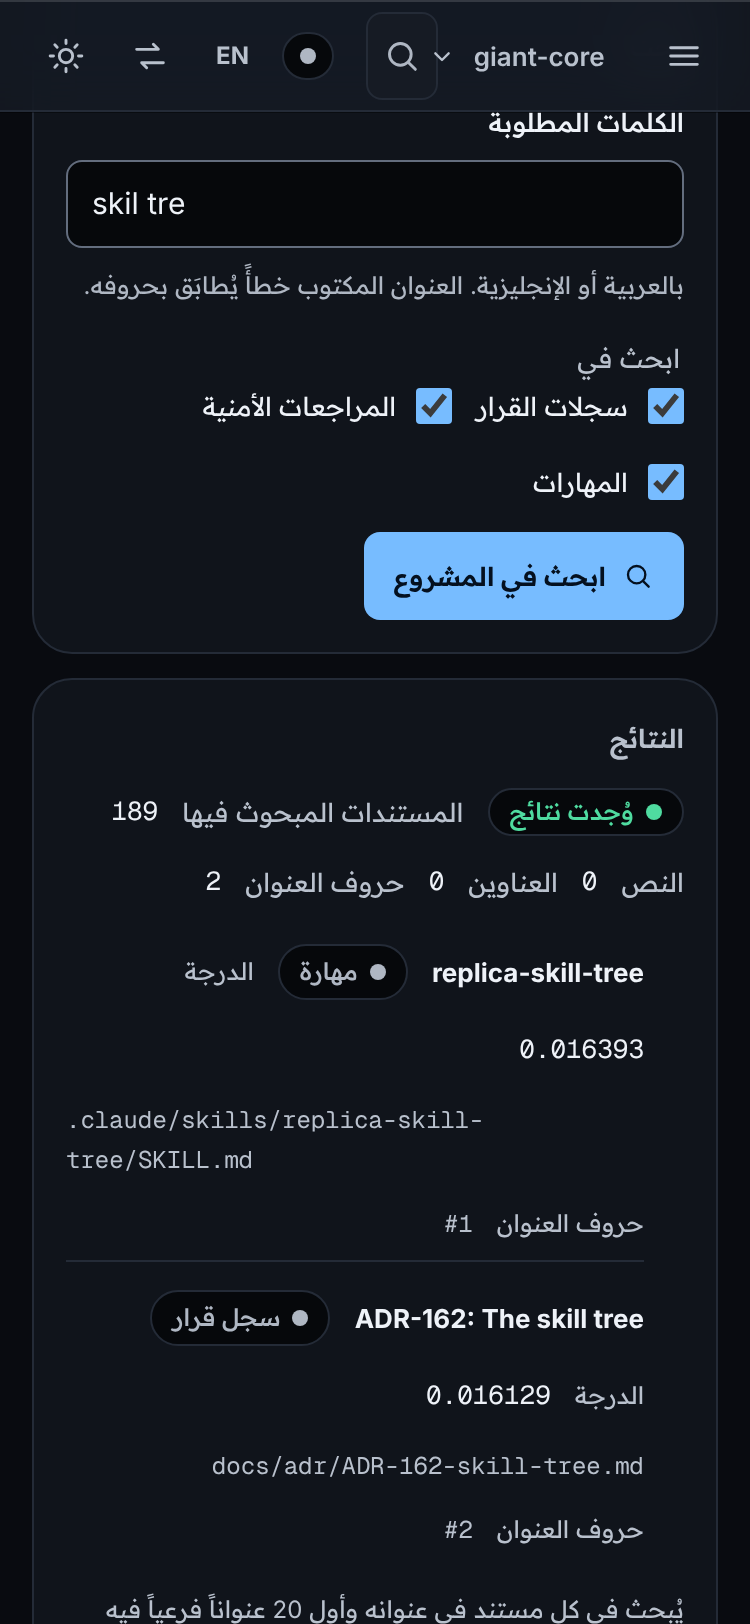 EN
giant-core
الكلمات المطلوبة
skil tre
بالعربية أو الإنجليزية. العنوان المكتوب خطأً يُطابَق بحروفه.
ابحث في
سجلات القرار المراجعات الأمنية
المهارات
ابحث في المشروع
النتائج
وُجدت نتائج المستندات المبحوث فيها 189
النص 0 العناوين 0 حروف العنوان 2
replica-skill-tree مهارة الدرجة
0.016393
.claude/skills/replica-skill-
tree/SKILL.md
حروف العنوان #1
ADR-162: The skill tree سجل قرار
الدرجة 0.016129
docs/adr/ADR-162-skill-tree.md
حروف العنوان #2
يُبحث في كل مستند في عنوانه وأول 20 عنواناً فرعياً فيه